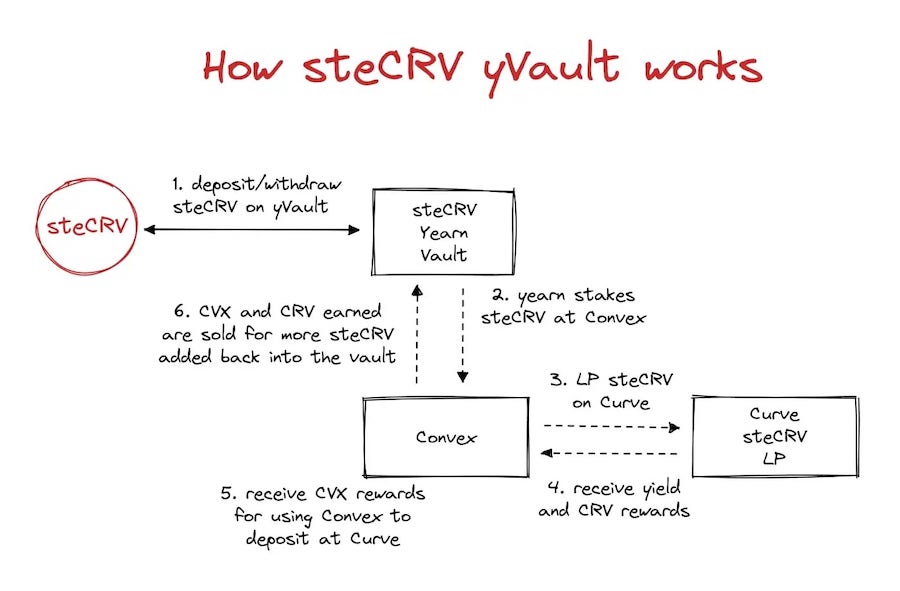 How steCRV yVault works
steCRV
1. deposit/withdraw
steCRV on yVault
steCRV
Yearn
Vault
6. CVX and CRV earned
are sold for more steCRV
added back into the vault
2. yearn stakes
steCRV at Convex
3. LP steCRV
on Curve
Convex
Curve
steCRV
LP
4. receive yield
and CRV rewards
5. receive CVX rewards
for using Convex to
deposit at Curve